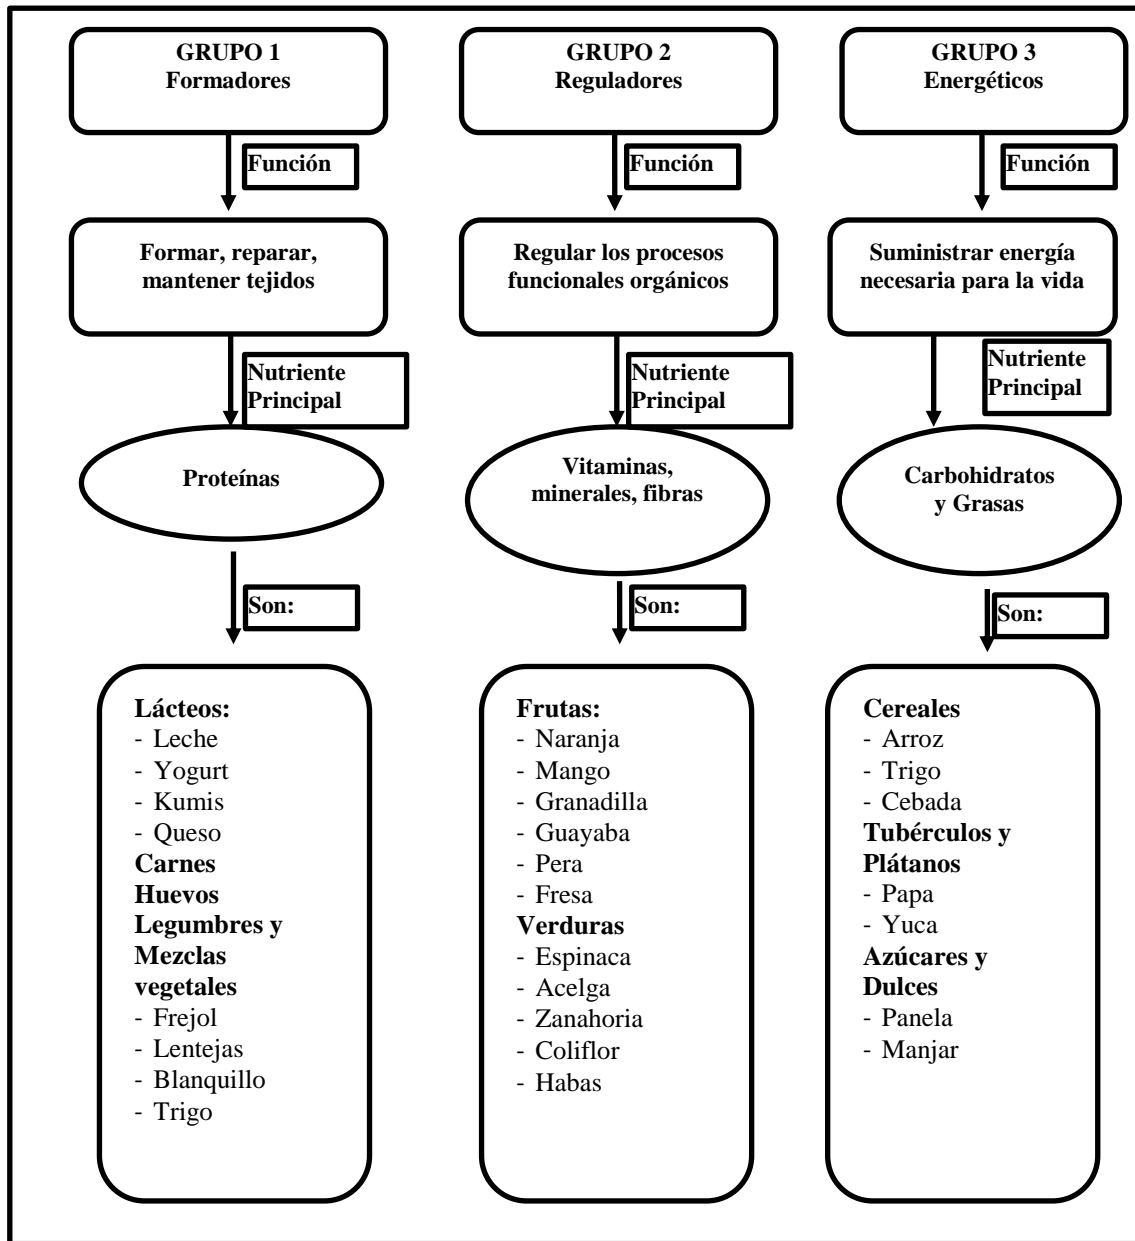 GRUPO 1
Formadores
Función
Formar, reparar,
mantener tejidos
Nutriente
Principal
Proteínas
Son:
Lácteos:
- Leche
- Yogurt
- Kumis
- Queso
Carnes
Huevos
Legumbres y
Mezclas
vegetales
- Frejol
- Lentejas
- Blanquillo
- Trigo
GRUPO 2
Reguladores
Función
Regular los procesos
funcionales orgánicos
Nutriente
Principal
Vitaminas,
minerales, fibras
Son:
Frutas:
- Naranja
- Mango
- Granadilla
- Guayaba
- Pera
- Fresa
Verduras
- Espinaca
- Acelga
- Zanahoria
- Coliflor
- Habas
GRUPO 3
Energéticos
Función
Suministrar energía
necesaria para la vida
Nutriente
Principal
Carbohidratos
y Grasas
Son:
Cereales
- Arroz
- Trigo
- Cebada
Tubérculos y
Plátanos
- Papa
- Yuca
Azúcares y
Dulces
- Panela
- Manjar